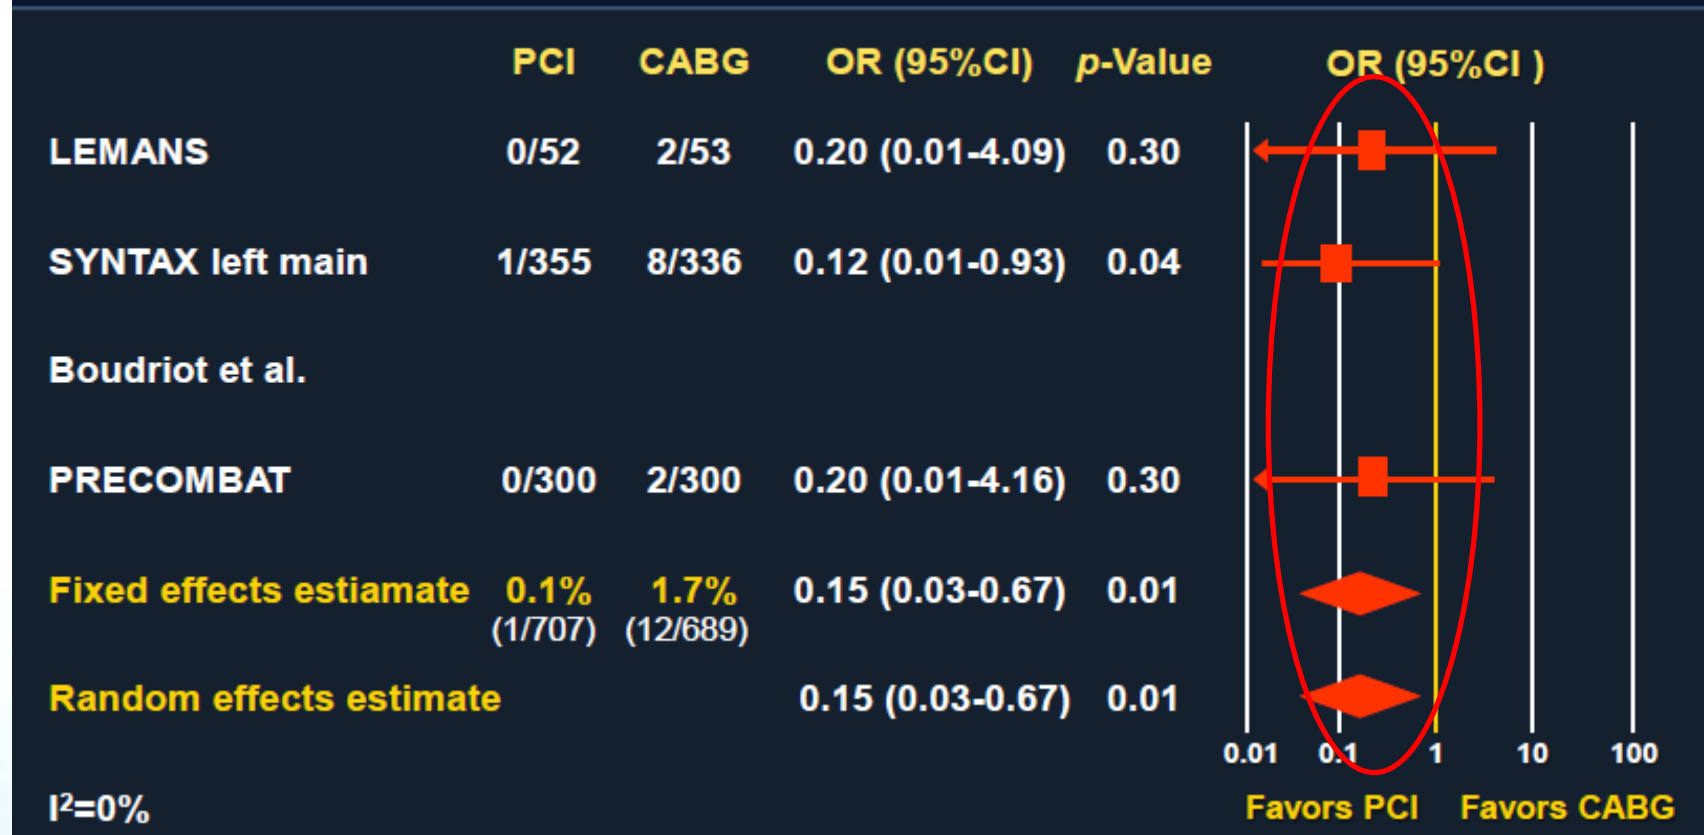 PCI CABG OR (95%CI) p-Value OR (95%CI )
LEMANS 0/52 2/53 0.20 (0.01-4.09) 0.30
SYNTAX left main 1/355 8/336 0.12 (0.01-0.93) 0.04
Boudriot et al.
PRECOMBAT 0/300 2/300 0.20 (0.01-4.16) 0.30
Fixed effects estiamate 0.1% 1.7% 0.15 (0.03-0.67) 0.01
(1/707) (12/689)
Random effects estimate 0.15 (0.03-0.67) 0.01
0.01 0.1 1 10 100
I²=0% Favors PCI Favors CABG